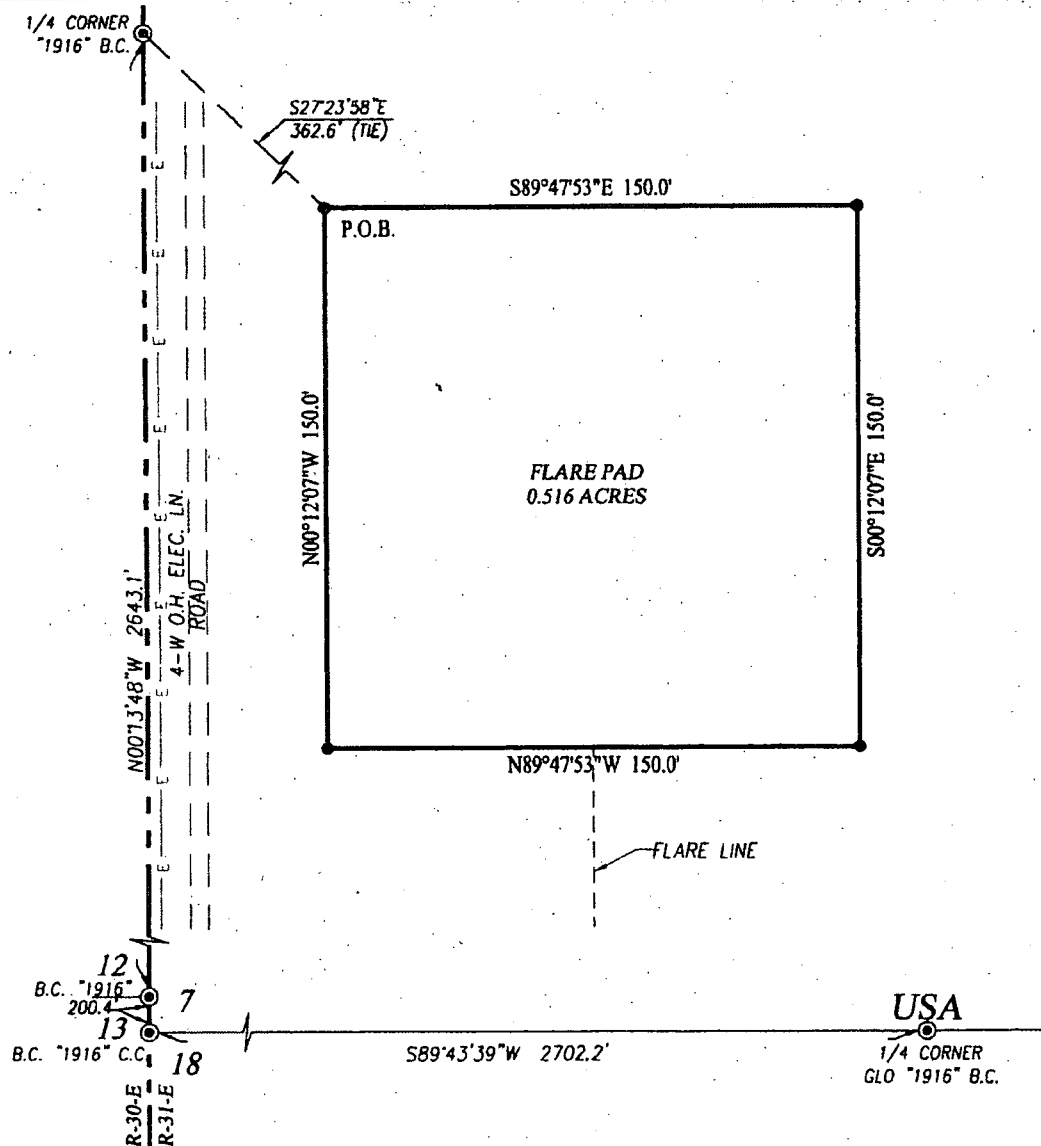 1/4 CORNER
"1916" B.C.
S27°23'58"E
362.6' (TIE)
S89°47'53"E 150.0'
P.O.B.
N00°12'07"W 150.0'
S00°12'07"E 150.0'
FLARE PAD
0.516 ACRES
E
E
E
E
E
E
E
E
E
N00°13'48"W 2643.1'
4-W O.H. ELEC. LN.
ROAD
N89°47'53"W 150.0'
FLARE LINE
12
B.C. "1916"
7
200.4'
13
B.C. "1916" C.C.
18
S89°43'39"W 2702.2'
USA
1/4 CORNER
GLO "1916" B.C.
R-30-E
R-31-E